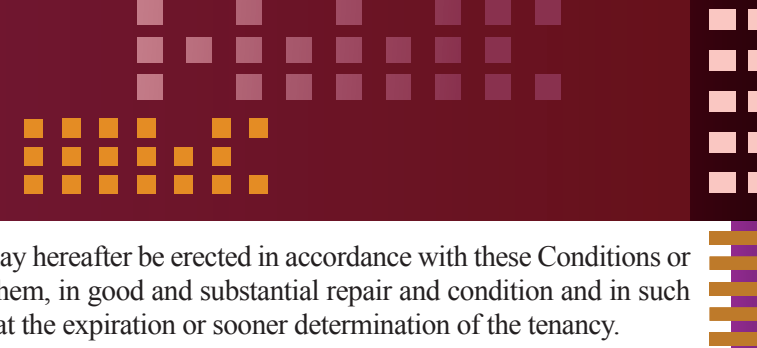 ay hereafter be erected in accordance with these Conditions or
hem, in good and substantial repair and condition and in such
at the expiration or sooner determination of the tenancy.